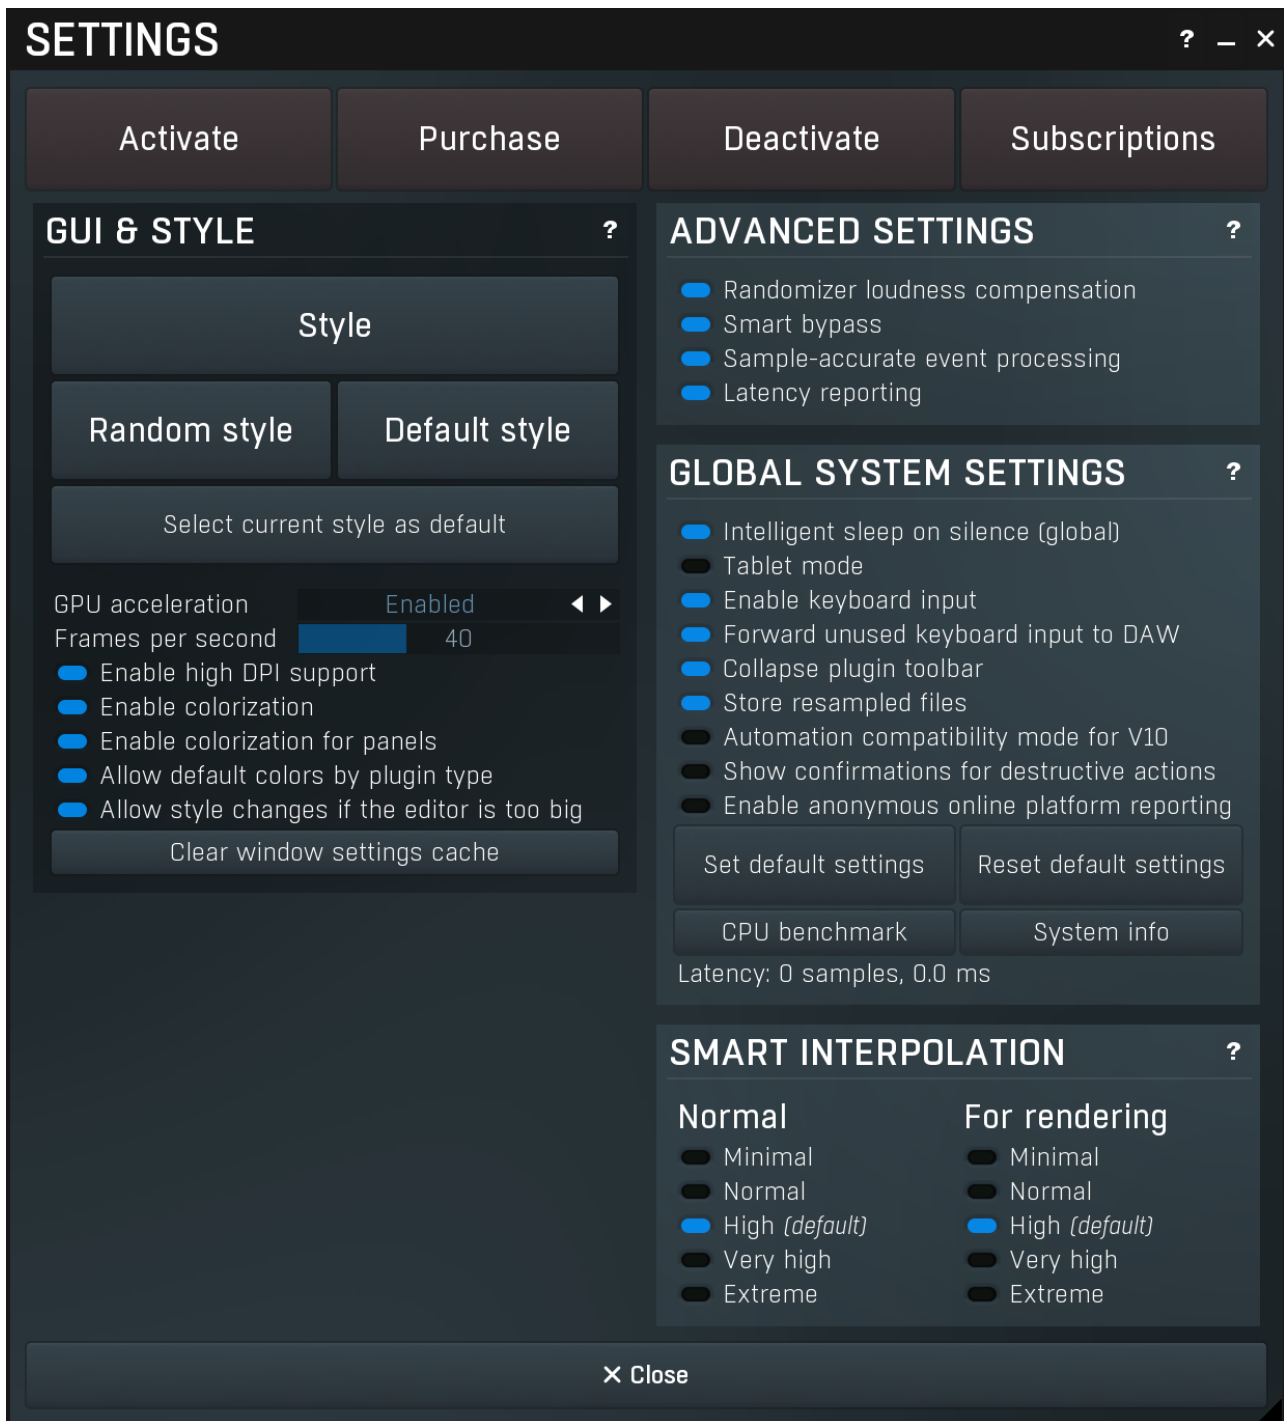 SETTINGS
?
Activate
Purchase
Deactivate
Subscriptions
GUI & STYLE
?
Style
Random style
Default style
Select current style as default
GPU acceleration Enabled
Frames per second 40
Enable high DPI support
Enable colorization
Enable colorization for panels
Allow default colors by plugin type
Allow style changes if the editor is too big
Clear window settings cache
ADVANCED SETTINGS
?
Randomizer loudness compensation
Smart bypass
Sample-accurate event processing
Latency reporting
GLOBAL SYSTEM SETTINGS
?
Intelligent sleep on silence (global)
Tablet mode
Enable keyboard input
Forward unused keyboard input to DAW
Collapse plugin toolbar
Store resampled files
Automation compatibility mode for V10
Show confirmations for destructive actions
Enable anonymous online platform reporting
Set default settings
Reset default settings
CPU benchmark
System info
Latency: 0 samples, 0.0 ms
SMART INTERPOLATION
?
Normal
Minimal
Normal
High (default)
Very high
Extreme
For rendering
Minimal
Normal
High (default)
Very high
Extreme
Close